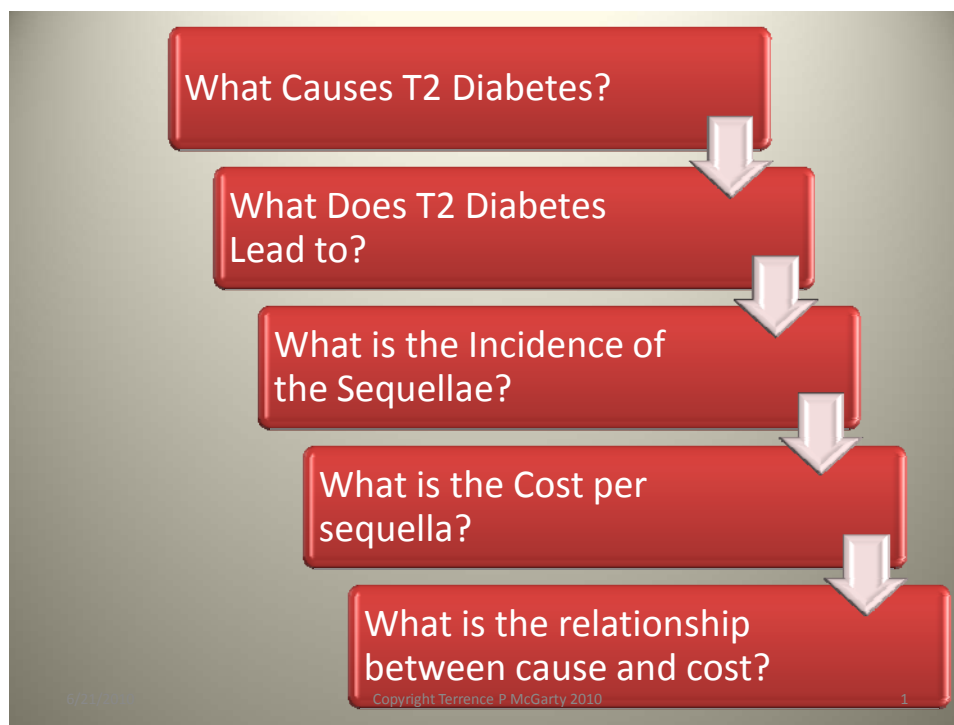 What Causes T2 Diabetes?
What Does T2 Diabetes
Lead to?
What is the Incidence of
the Sequellae?
What is the Cost per
sequella?
What is the relationship
between cause and cost?
Copyright Terrence P McGarty 2010
1